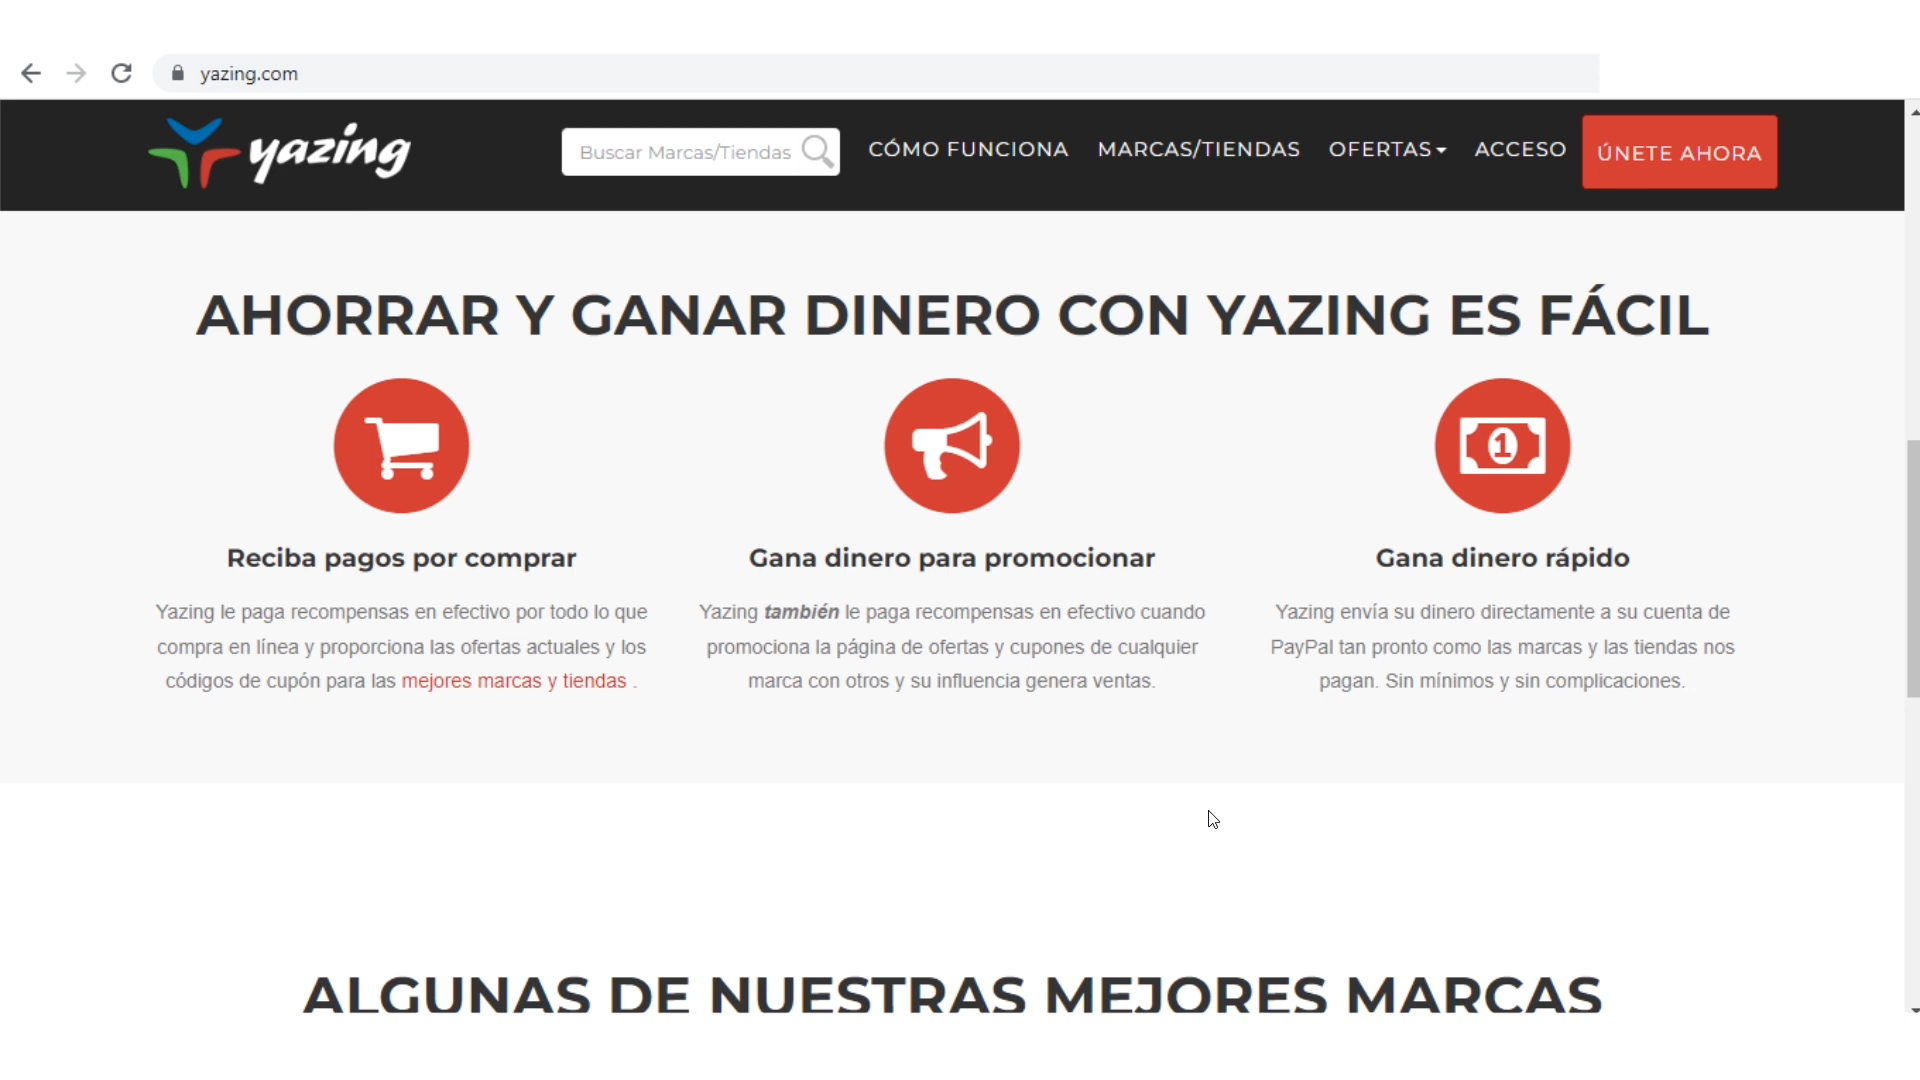 yazing.com
yazing
Buscar Marcas/Tiendas
CÓMO FUNCIONA
MARCAS/TIENDAS
OFERTAS
ACCESO
ÚNETE AHORA
AHORRAR Y GANAR DINERO CON YAZING ES FÁCIL
1
Reciba pagos por comprar
Yazing le paga recompensas en efectivo por todo lo que
compra en línea y proporciona las ofertas actuales y los
códigos de cupón para las mejores marcas y tiendas .
Gana dinero para promocionar
Yazing también le paga recompensas en efectivo cuando
promociona la página de ofertas y cupones de cualquier
marca con otros y su influencia genera ventas.
Gana dinero rápido
Yazing envía su dinero directamente a su cuenta de
PayPal tan pronto como las marcas y las tiendas nos
pagan. Sin mínimos y sin complicaciones.
ALGUNAS DE NUESTRAS MEJORES MARCAS